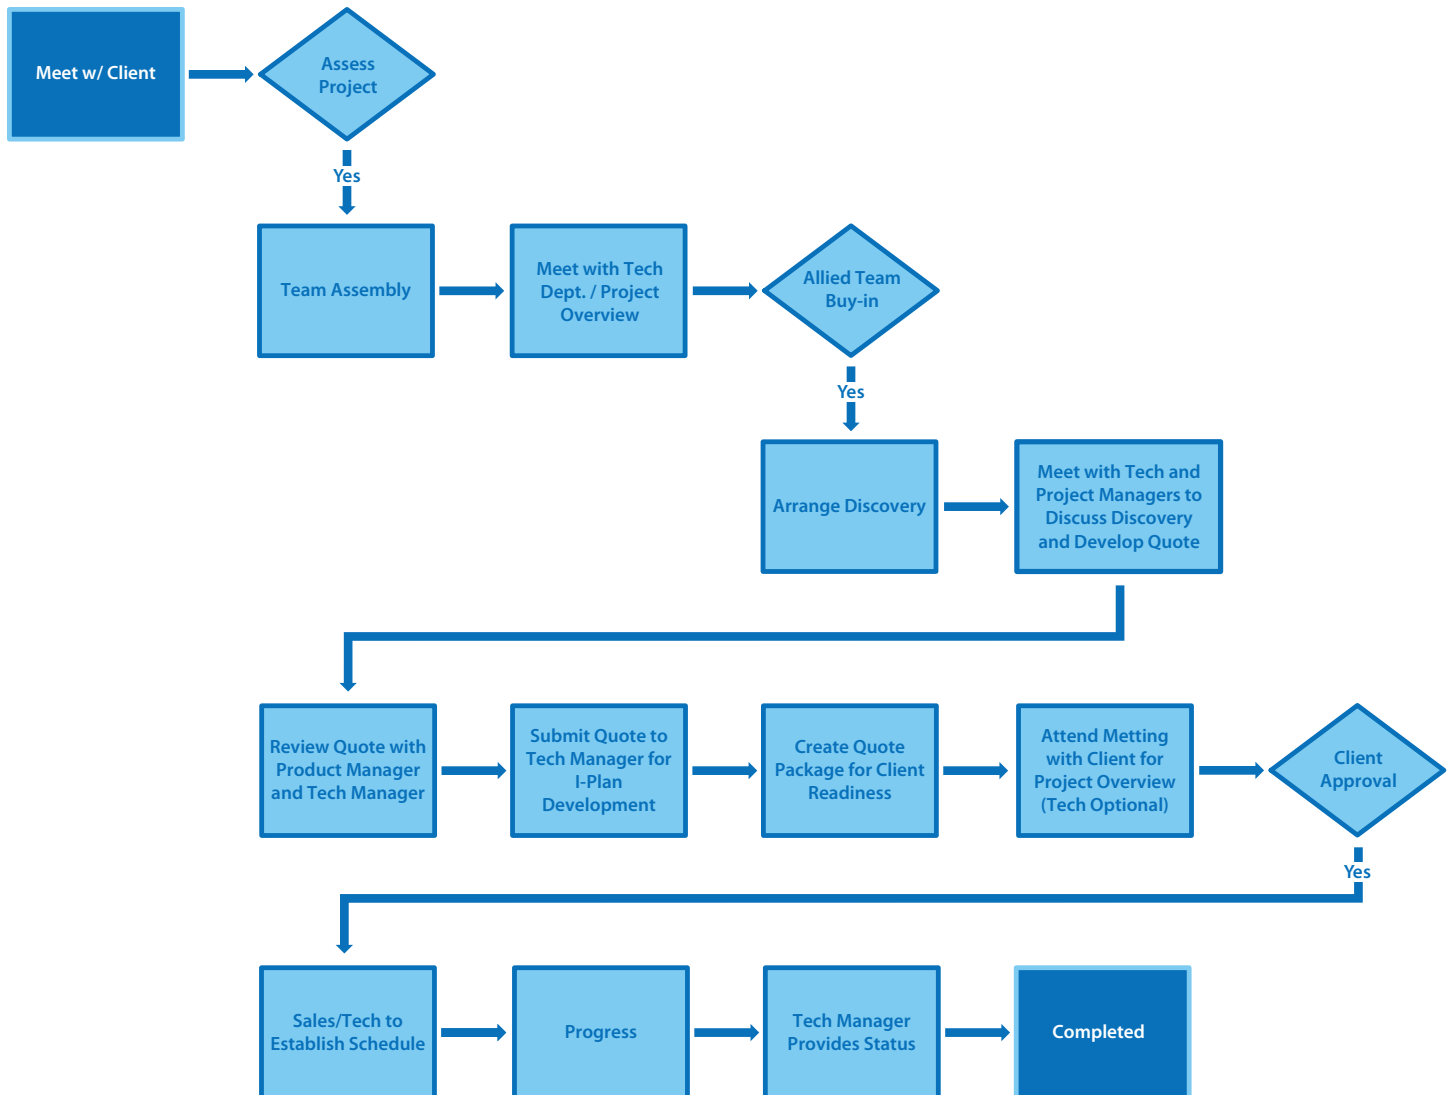 Meet w/ Client
Assess
Project
Yes
Team Assembly
Meet with Tech
Dept. / Project
Overview
Allied Team
Buy-in
Yes
Arrange Discovery
Meet with Tech and
Project Managers to
Discuss Discovery
and Develop Quote
Review Quote with
Product Manager
and Tech Manager
Submit Quote to
Tech Manager for
I-Plan
Development
Create Quote
Package for Client
Readiness
Attend Metting
with Client for
Project Overview
(Tech Optional)
Client
Approval
Yes
Sales/Tech to
Establish Schedule
Progress
Tech Manager
Provides Status
Completed